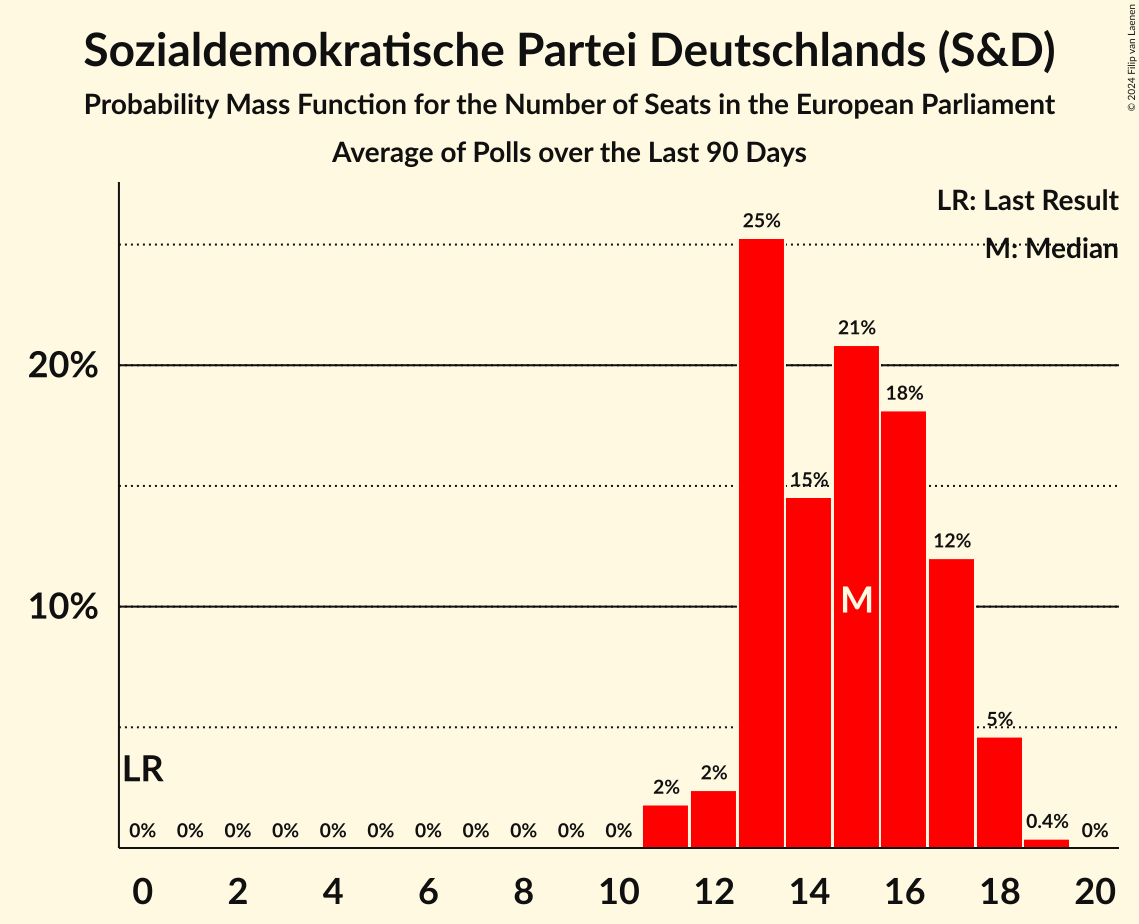 Sozialdemokratische Partei Deutschlands (S&D)
Probability Mass Function for the Number of Seats in the European Parliament
Average of Polls over the Last 90 Days
© 2024 Filip van Laenen
LR: Last Result
M: Median
25%
21%
20%
18%
15%
12%
10%
M
5%
LR
2%
2%
0.4%
0% 0% 0% 0% 0% 0% 0% 0% 0% 0% 0% 0%
0 2 4 6 8 10 12 14 16 18 20